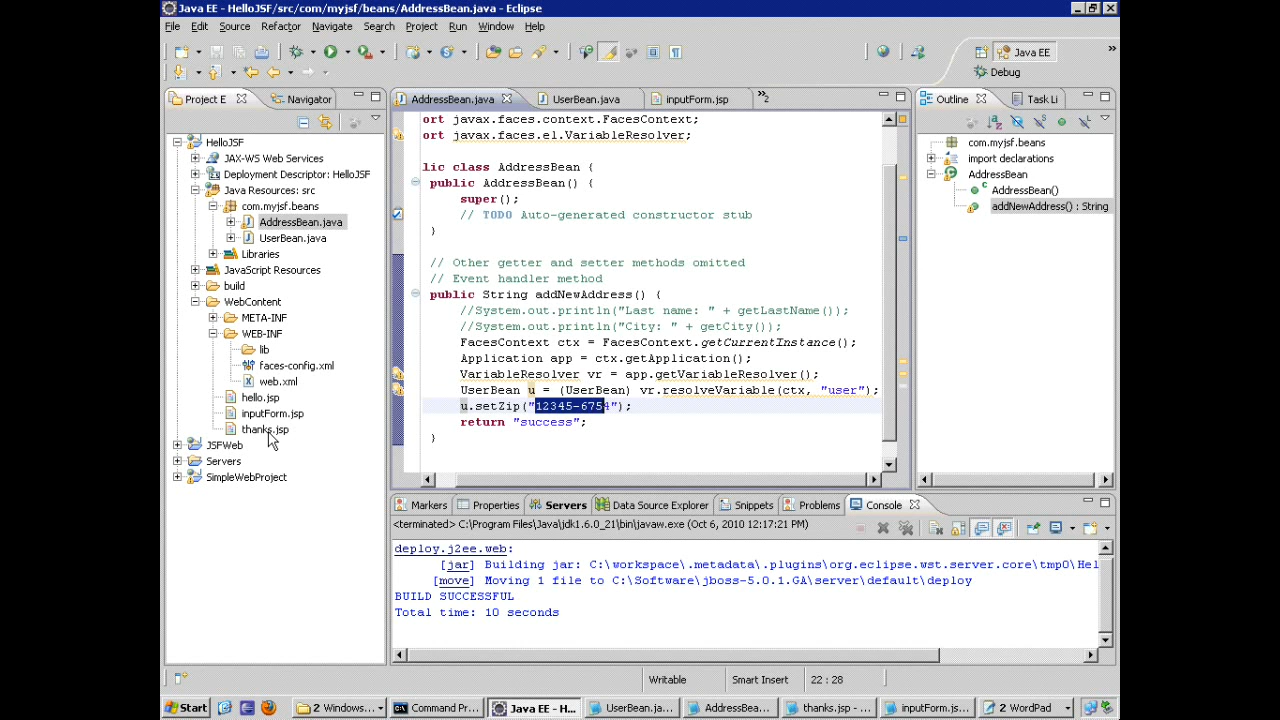 Java EE - HelloJSF/src/com/myjsf/beans/AddressBean.java - Eclipse
File Edit Source Refactor Navigate Search Project Run Window Help
Java EE
Debug
Project E
Navigator
HelloJSF
JAX-WS Web Services
Deployment Descriptor: HelloJSF
Java Resources: src
com.myjsf.beans
AddressBean.java
UserBean.java
Libraries
JavaScript Resources
build
WebContent
META-INF
WEB-INF
lib
faces-config.xml
web.xml
hello.jsp
inputForm.jsp
thanks.jsp
JSFWeb
Servers
SimpleWebProject
AddressBean.java UserBean.java inputForm.jsp »2
ort javax.faces.context.FacesContext;
ort javax.faces.el.VariableResolver;
lic class AddressBean {
public AddressBean() {
super();
// TODO Auto-generated constructor stub
}
// Other getter and setter methods omitted
// Event handler method
public String addNewAddress() {
//System.out.println("Last name: " + getLastName());
//System.out.println("City: " + getCity());
FacesContext ctx = FacesContext.getCurrentInstance();
Application app = ctx.getApplication();
VariableResolver vr = app.getVariableResolver();
UserBean u = (UserBean) vr.resolveVariable(ctx, "user");
u.setZip("12345-6754");
return "success";
}
Outline Task Li
com.myjsf.beans
import declarations
AddressBean
AddressBean()
addNewAddress() : String
Markers Properties Servers Data Source Explorer Snippets Problems Console
<terminated> C:\Program Files\Java\jdk1.6.0_21\bin\javaw.exe (Oct 6, 2010 12:17:21 PM)
deploy.j2ee.web:
[jar] Building jar: C:\workspace\.metadata\.plugins\org.eclipse.wst.server.core\tmp0\Hel
[move] Moving 1 file to C:\Software\jboss-5.0.1.GA\server\default\deploy
BUILD SUCCESSFUL
Total time: 10 seconds
Writable Smart Insert 22 : 28
Start 2 Windows... Command Pr... Java EE - H... UserBean.ja... AddressBea... thanks.jsp - ... inputForm.js... 2 WordPad